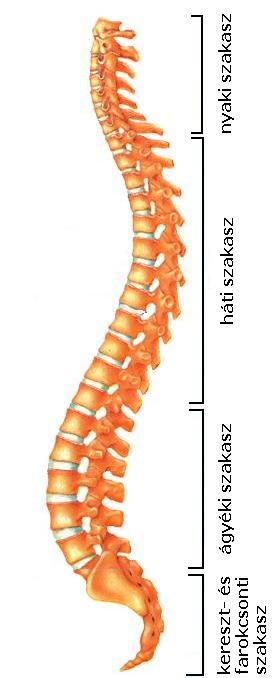 nyaki szakasz
háti szakasz
ágyéki szakasz
kereszt- és
farokcsonti
szakasz